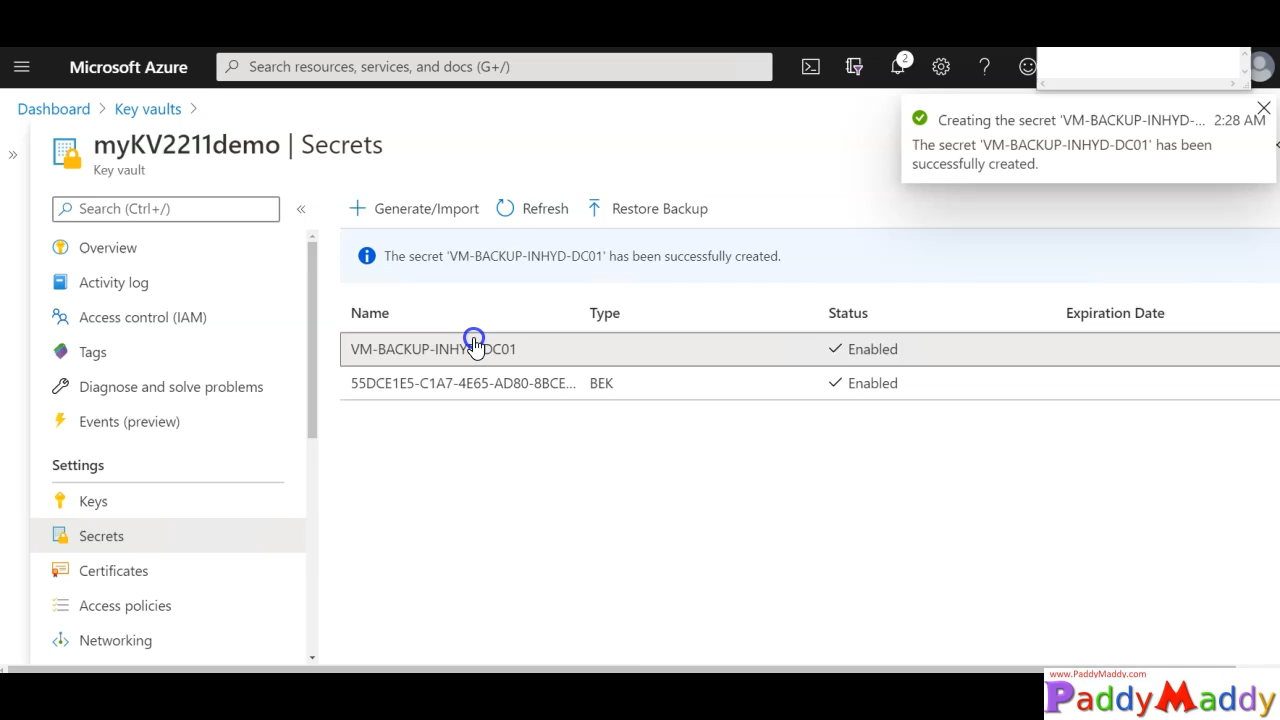 Microsoft Azure
Search resources, services, and docs (G+/)
2
Dashboard > Key vaults >
Creating the secret 'VM-BACKUP-INHYD-... 2:28 AM
The secret 'VM-BACKUP-INHYD-DC01' has been
successfully created.
myKV2211demo | Secrets
Key vault
Search (Ctrl+/)
Overview
Activity log
Access control (IAM)
Tags
Diagnose and solve problems
Events (preview)
Settings
Keys
Secrets
Certificates
Access policies
Networking
Generate/Import Refresh Restore Backup
The secret 'VM-BACKUP-INHYD-DC01' has been successfully created.
Name Type Status Expiration Date
VM-BACKUP-INHYD-DC01 Enabled
55DCE1E5-C1A7-4E65-AD80-8BCE... BEK Enabled
www.PaddyMaddy.com
PaddyMaddy